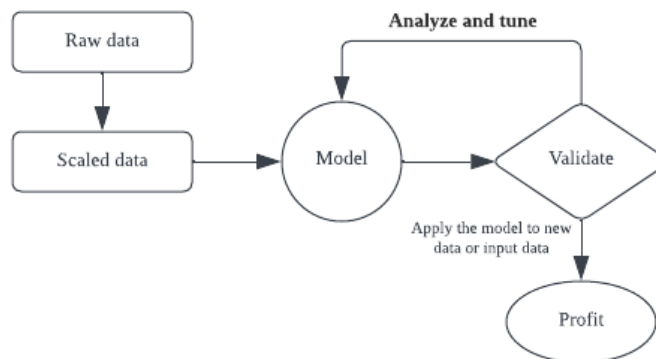 Analyze and tune
Raw data
Scaled data
Model
Validate
Apply the model to new
data or input data
Profit